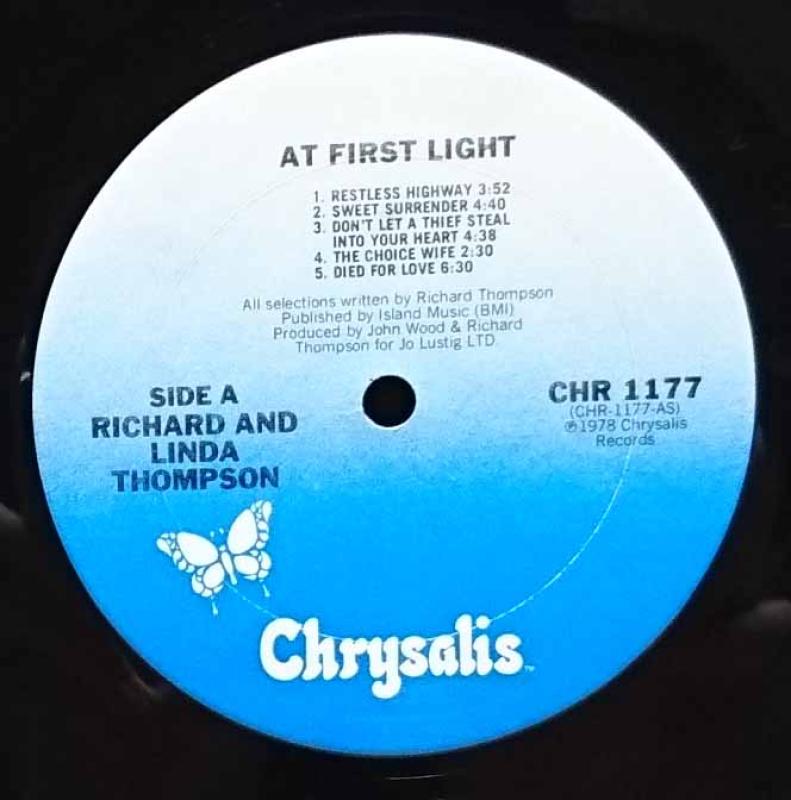 AT FIRST LIGHT
1. RESTLESS HIGHWAY 3:52
2. SWEET SURRENDER 4:40
3. DON'T LET A THIEF STEAL
INTO YOUR HEART 4:38
4. THE CHOICE WIFE 2:30
5. DIED FOR LOVE 6:30
All selections written by Richard Thompson
Published by Island Music (BMI)
Produced by John Wood & Richard
Thompson for Jo Lustig LTD.
SIDE A
RICHARD AND
LINDA
THOMPSON
CHR 1177
(CHR-1177-AS)
℗1978 Chrysalis
Records
Chrysalis™